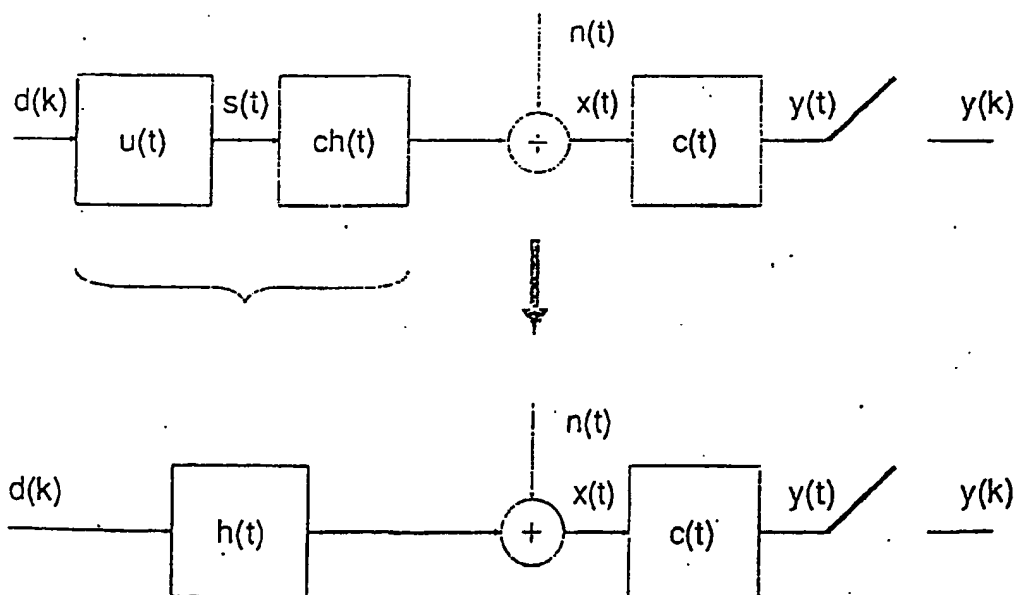 n(t)
d(k) s(t) x(t) y(t) y(k)
u(t) ch(t) ÷ c(t)
n(t)
d(k) x(t) y(t) y(k)
h(t) + c(t)